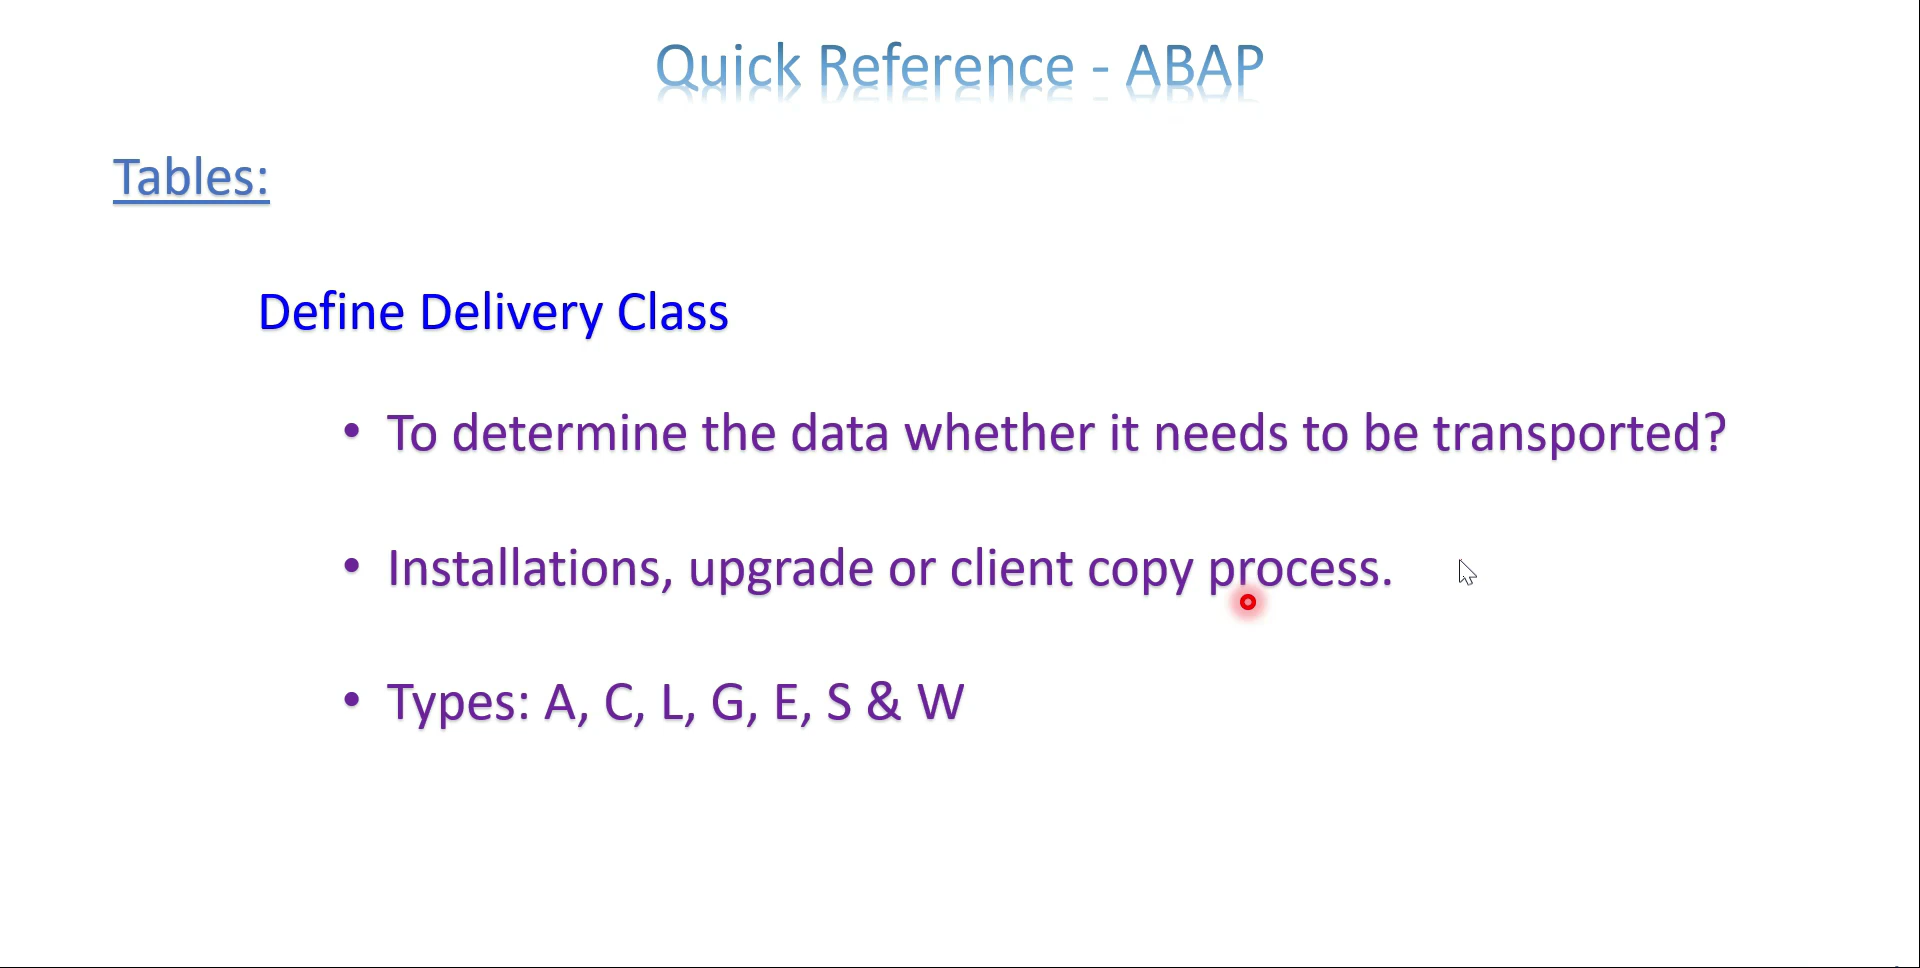 Quick Reference - ABAP
Tables:
Define Delivery Class
• To determine the data whether it needs to be transported?
• Installations, upgrade or client copy process.
• Types: A, C, L, G, E, S & W